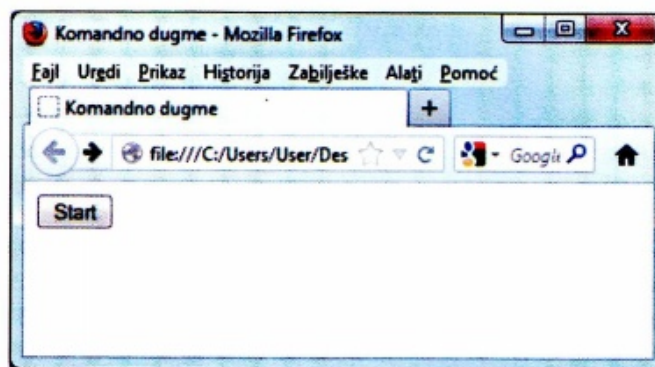 Komandno dugme - Mozilla Firefox
Fajl Uredi Prikaz Historija Zabilješke Alati Pomoć
Komandno dugme
file:///C:/Users/User/Des Google
Start